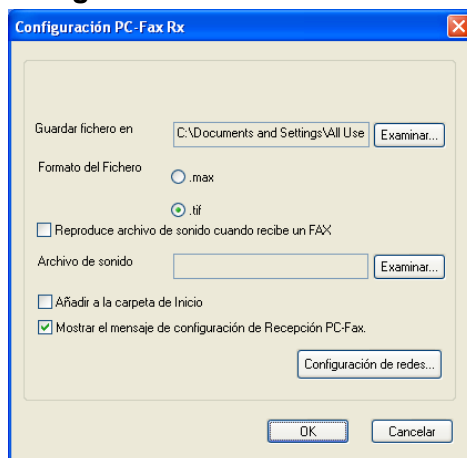 Configuración PC-Fax Rx
Guardar fichero en
C:\Documents and Settings\All Use
Examinar...
Formato del Fichero
.max
.tif
Reproduce archivo de sonido cuando recibe un FAX
Archivo de sonido
Examinar...
Añadir a la carpeta de Inicio
Mostrar el mensaje de configuración de Recepción PC-Fax.
Configuración de redes...
OK
Cancelar